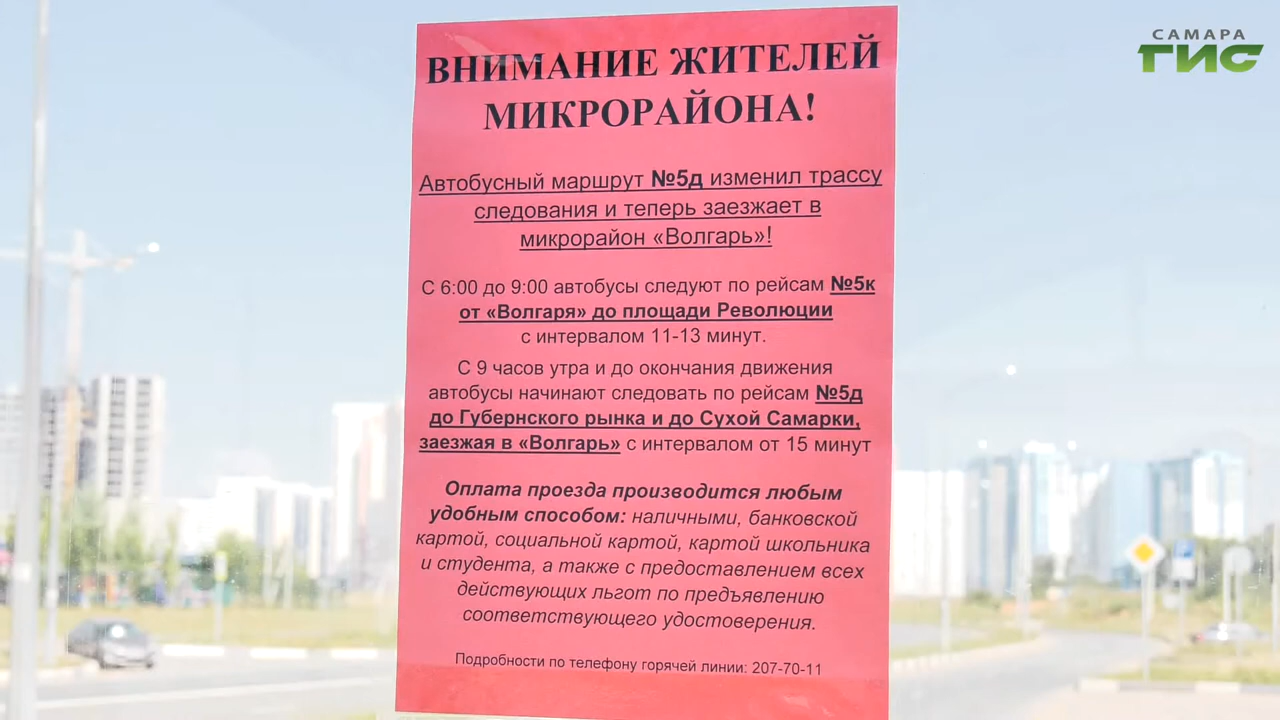 САМАРА
ГИС
ВНИМАНИЕ ЖИТЕЛЕЙ
МИКРОРАЙОНА!
Автобусный маршрут №5д изменил трассу
следования и теперь заезжает в
микрорайон «Волгарь»!
С 6:00 до 9:00 автобусы следуют по рейсам №5к
от «Волгаря» до площади Революции
с интервалом 11-13 минут.
С 9 часов утра и до окончания движения
автобусы начинают следовать по рейсам №5д
до Губернского рынка и до Сухой Самарки,
заезжая в «Волгарь» с интервалом от 15 минут
Оплата проезда производится любым
удобным способом: наличными, банковской
картой, социальной картой, картой школьника
и студента, а также с предоставлением всех
действующих льгот по предъявлению
соответствующего удостоверения.
Подробности по телефону горячей линии: 207-70-11